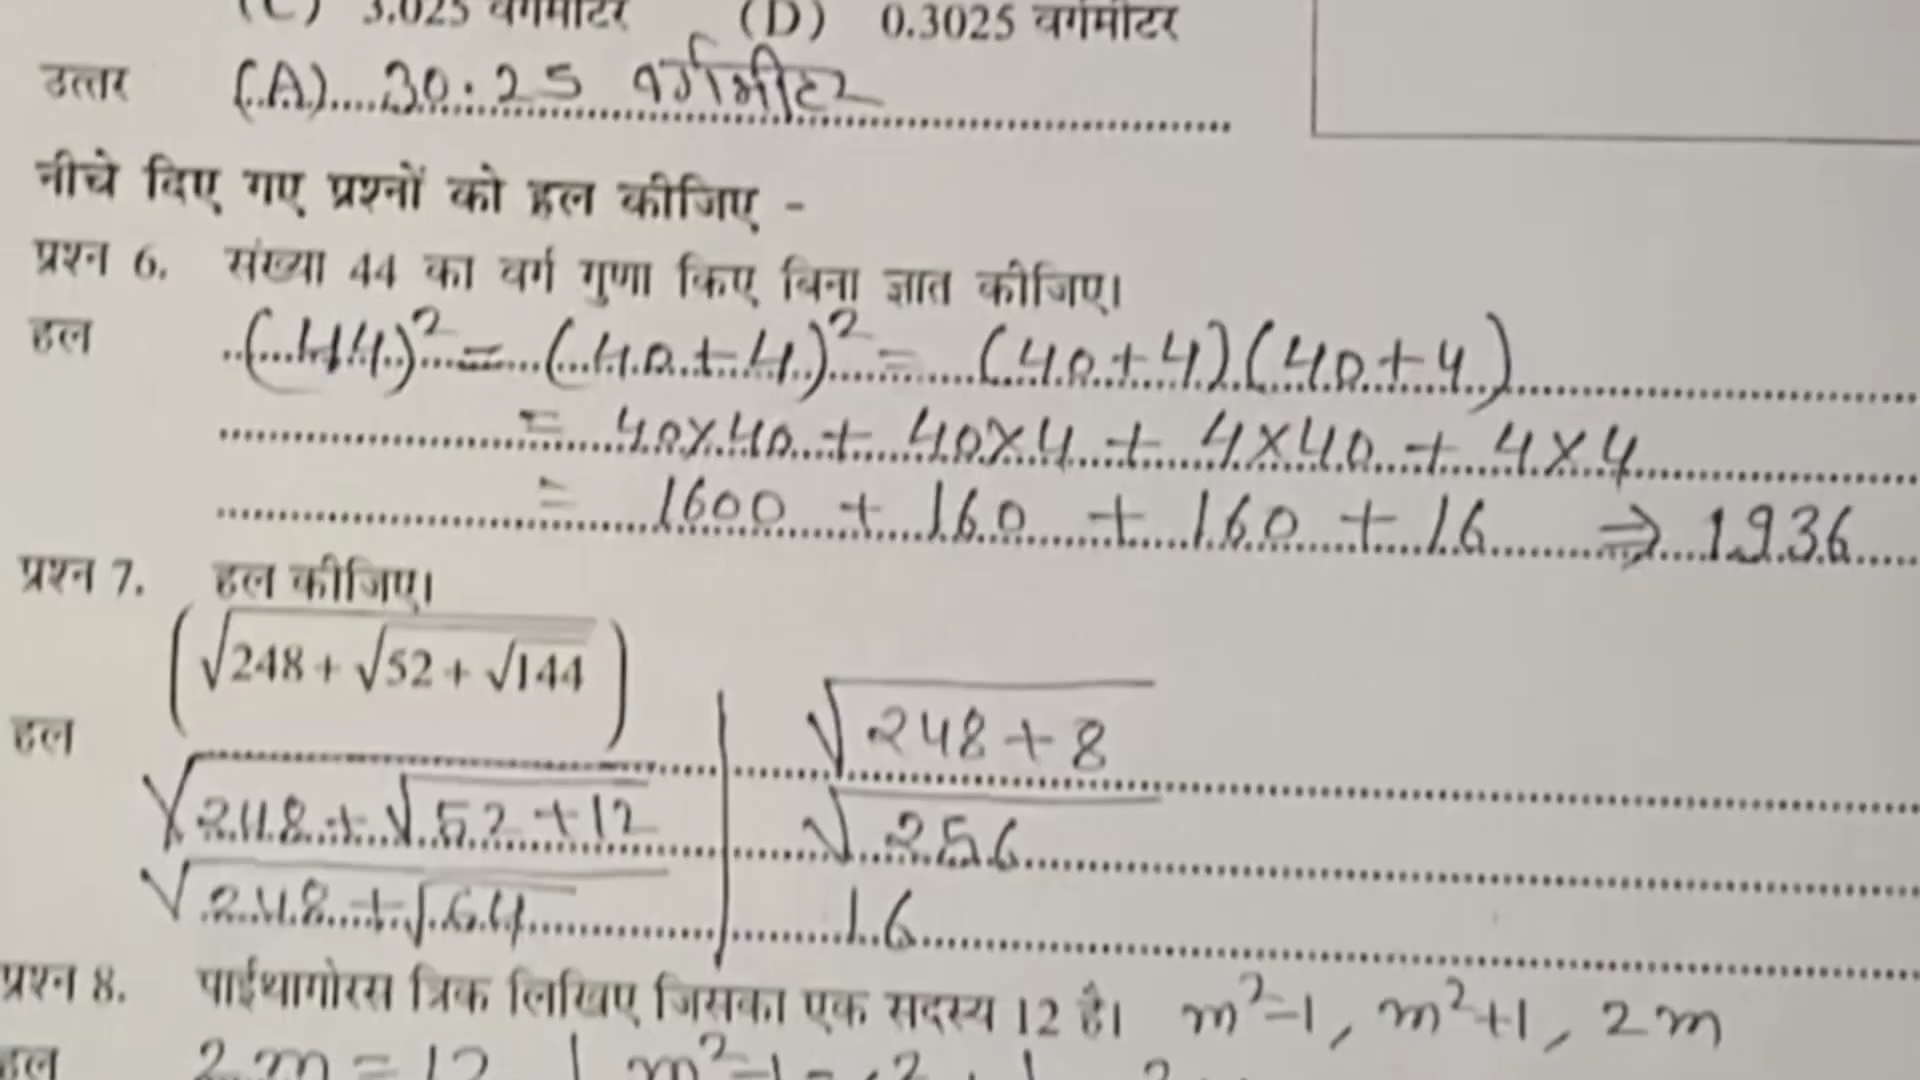 (C) 3.025 वर्गमीटर (D) 0.3025 वर्गमीटर
उत्तर (A) 30.25 वर्गमीटर
नीचे दिए गए प्रश्नों को हल कीजिए -
प्रश्न 6. संख्या 44 का वर्ग गुणा किए बिना ज्ञात कीजिए।
हल (44)² = (40+4)² = (40+4)(40+4)
= 40×40 + 40×4 + 4×40 + 4×4
= 1600 + 160 + 160 + 16 ⇒ 1936
प्रश्न 7. हल कीजिए।
(√248 + √52 + √144)
हल
√248+√52+12
√248+√64
√248+8
√256
16
प्रश्न 8. पाईथागोरस त्रिक लिखिए जिसका एक सदस्य 12 है। m²-1, m²+1, 2m
हल 2m = 12 | m²-1